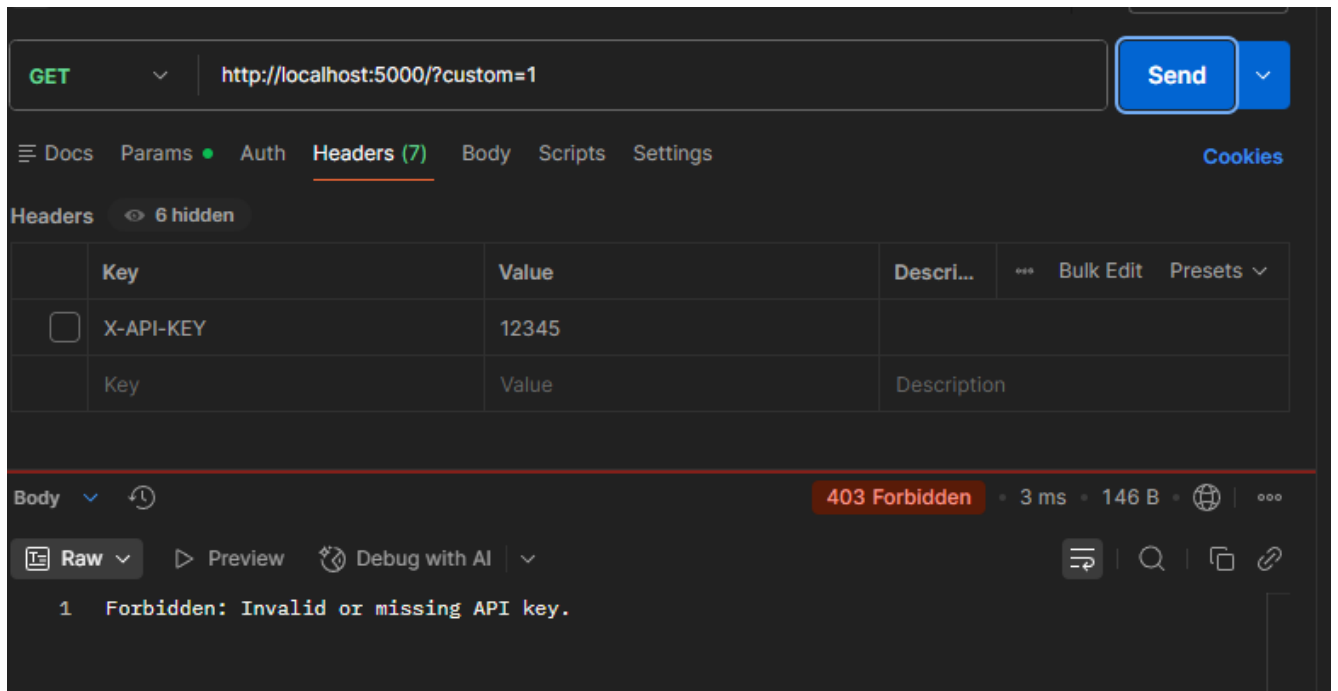 GET http://localhost:5000/?custom=1 Send
Docs Params Auth Headers (7) Body Scripts Settings Cookies
Headers 6 hidden
Key Value Descri... Bulk Edit Presets
X-API-KEY 12345
Key Value Description
Body 403 Forbidden • 3 ms • 146 B •
Raw Preview Debug with AI
1 Forbidden: Invalid or missing API key.